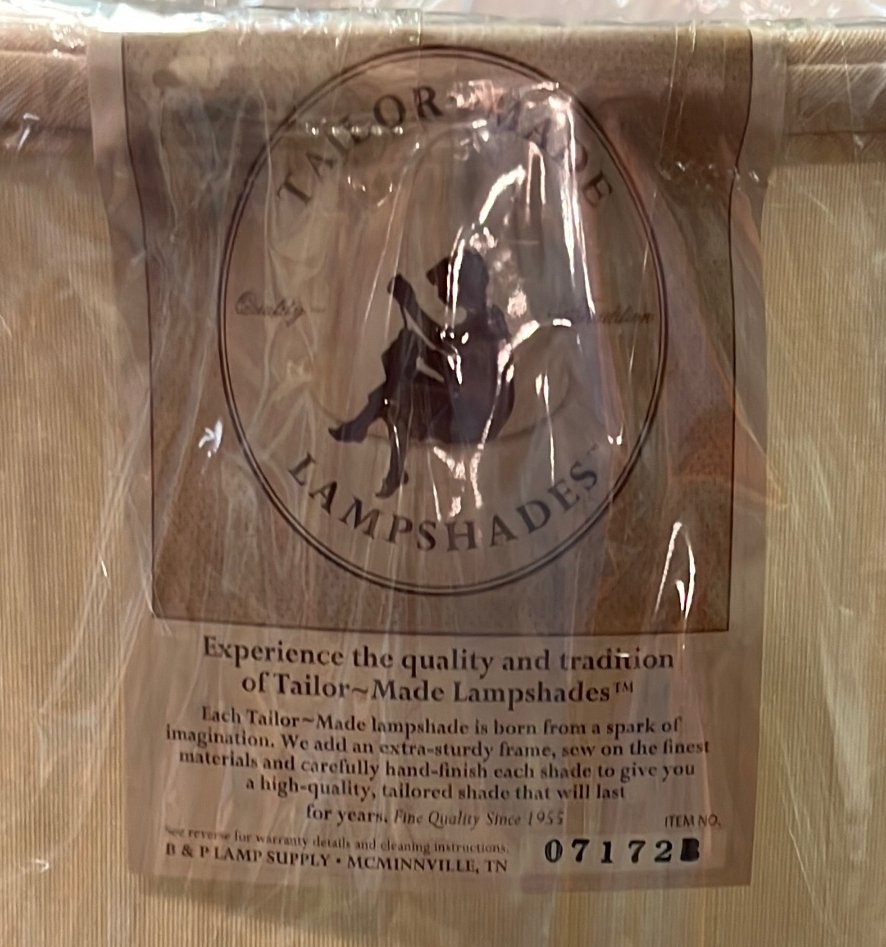 TAILOR~MADE
Quality~
~Tradition
LAMPSHADES™
Experience the quality and tradition
of Tailor~Made Lampshades™
Each Tailor~Made lampshade is born from a spark of
imagination. We add an extra-sturdy frame, sew on the finest
materials and carefully hand-finish each shade to give you
a high-quality, tailored shade that will last
for years. Fine Quality Since 1955
ITEM NO.
See reverse for warranty details and cleaning instructions.
B & P LAMP SUPPLY • MCMINNVILLE, TN
07172B